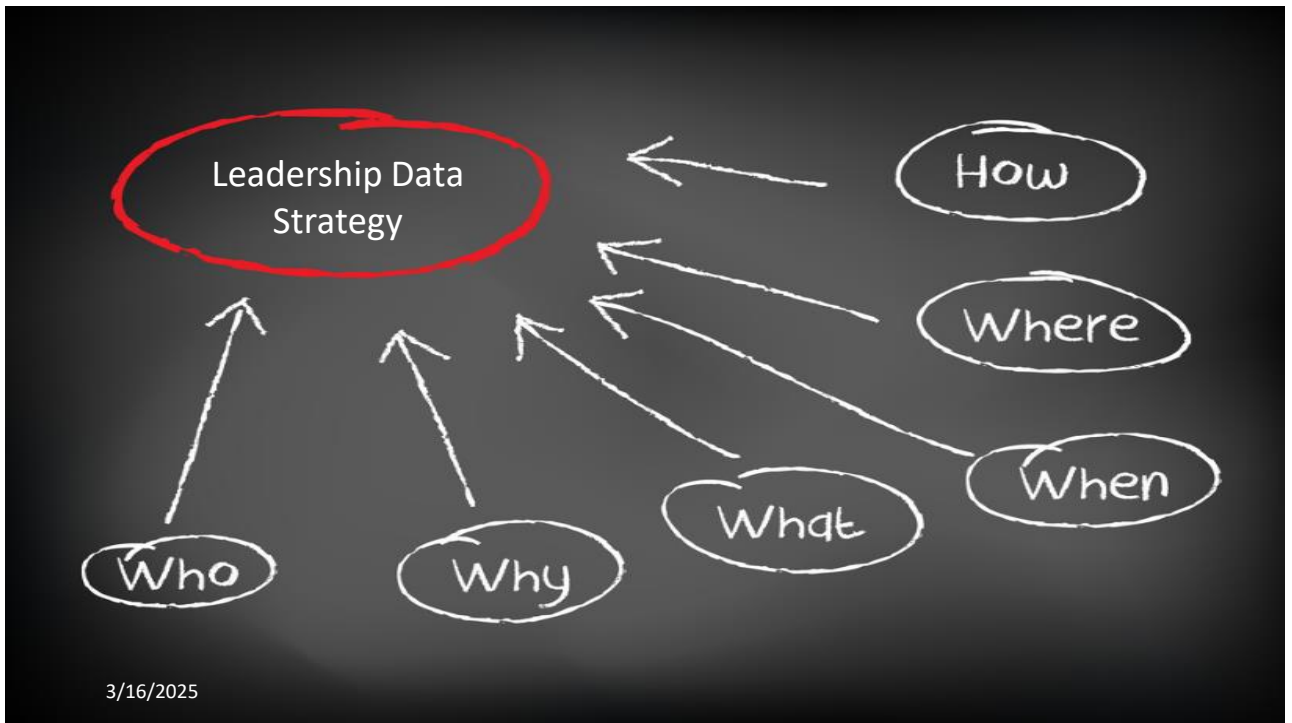 Leadership Data
Strategy
How
Where
When
What
Why
Who
3/16/2025